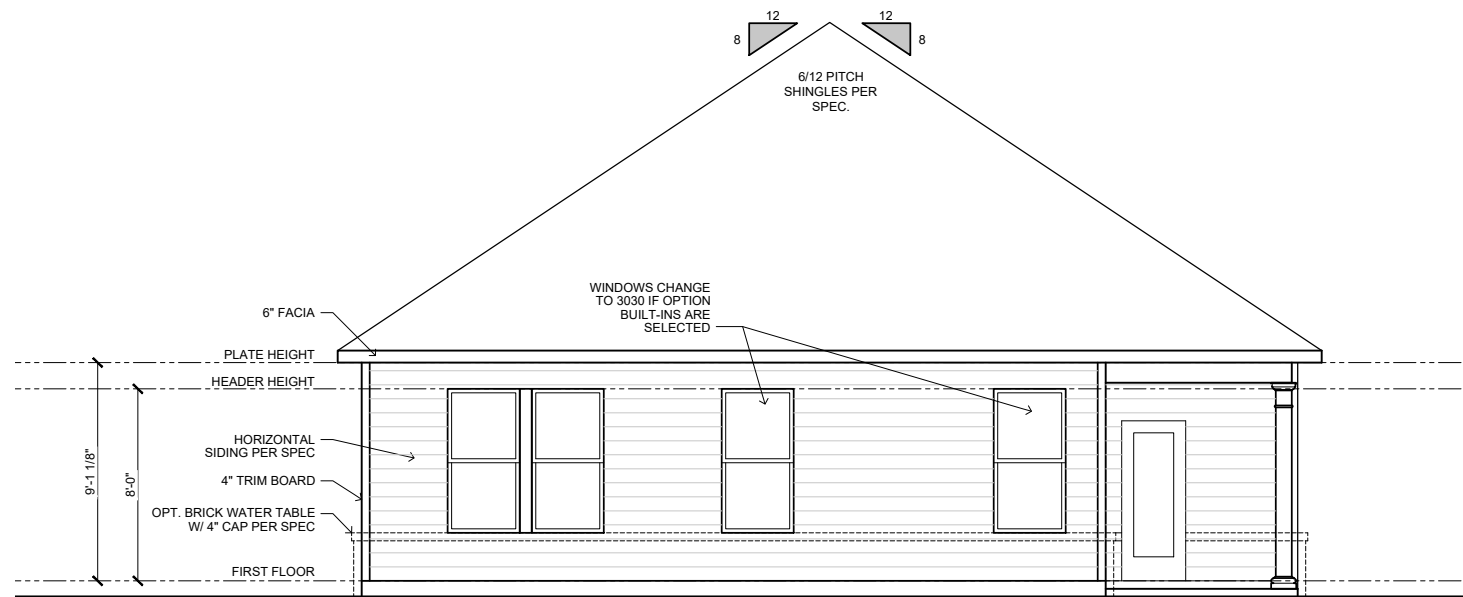 12
12
8
8
6/12 PITCH
SHINGLES PER
SPEC.
WINDOWS CHANGE
TO 3030 IF OPTION
BUILT-INS ARE
SELECTED
6" FACIA
PLATE HEIGHT
HEADER HEIGHT
HORIZONTAL
SIDING PER SPEC
9'-1 1/8"
8'-0"
4" TRIM BOARD
OPT. BRICK WATER TABLE
W/ 4" CAP PER SPEC
FIRST FLOOR